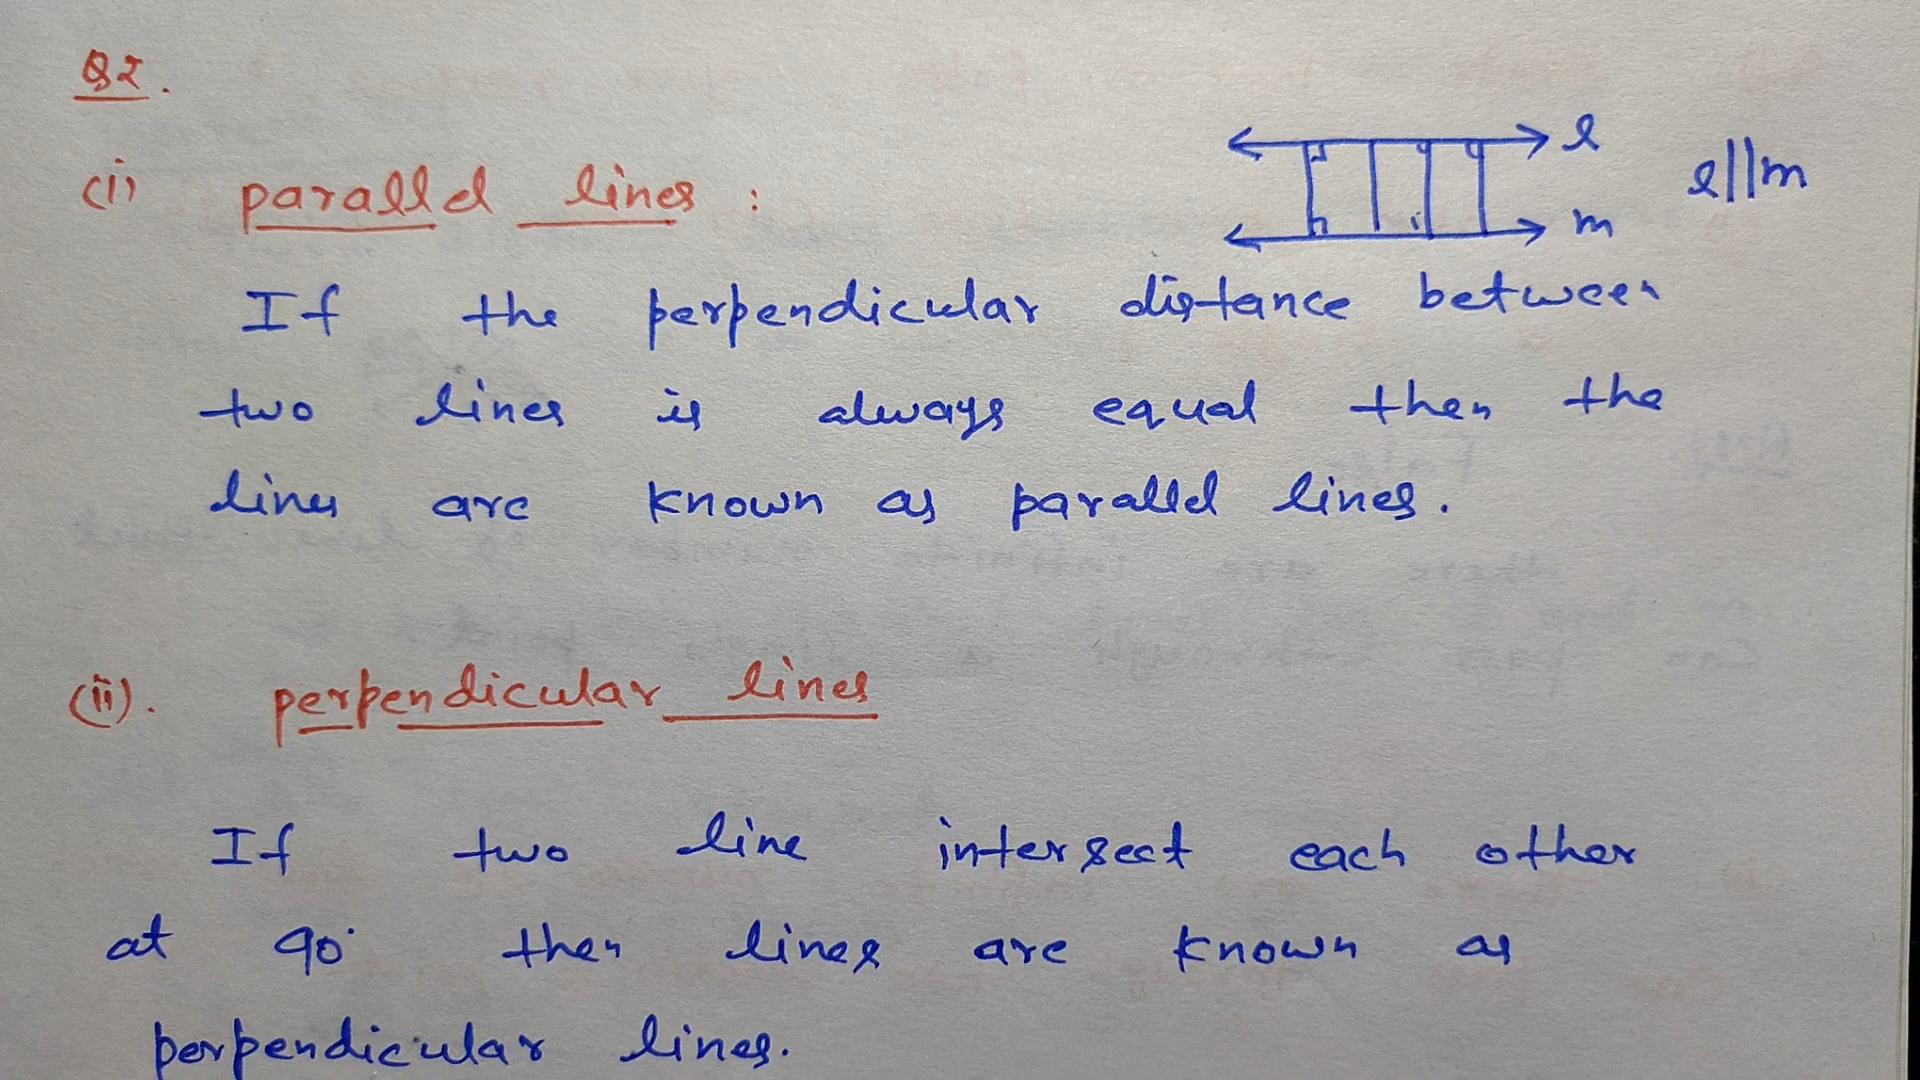 Q2.
(i) parallel lines :
l
m
l||m
If the perpendicular distance between
two lines is always equal then the
lines are known as parallel lines.
(ii). perpendicular lines
If two line intersect each other
at 90° then lines are known as
perpendicular lines.